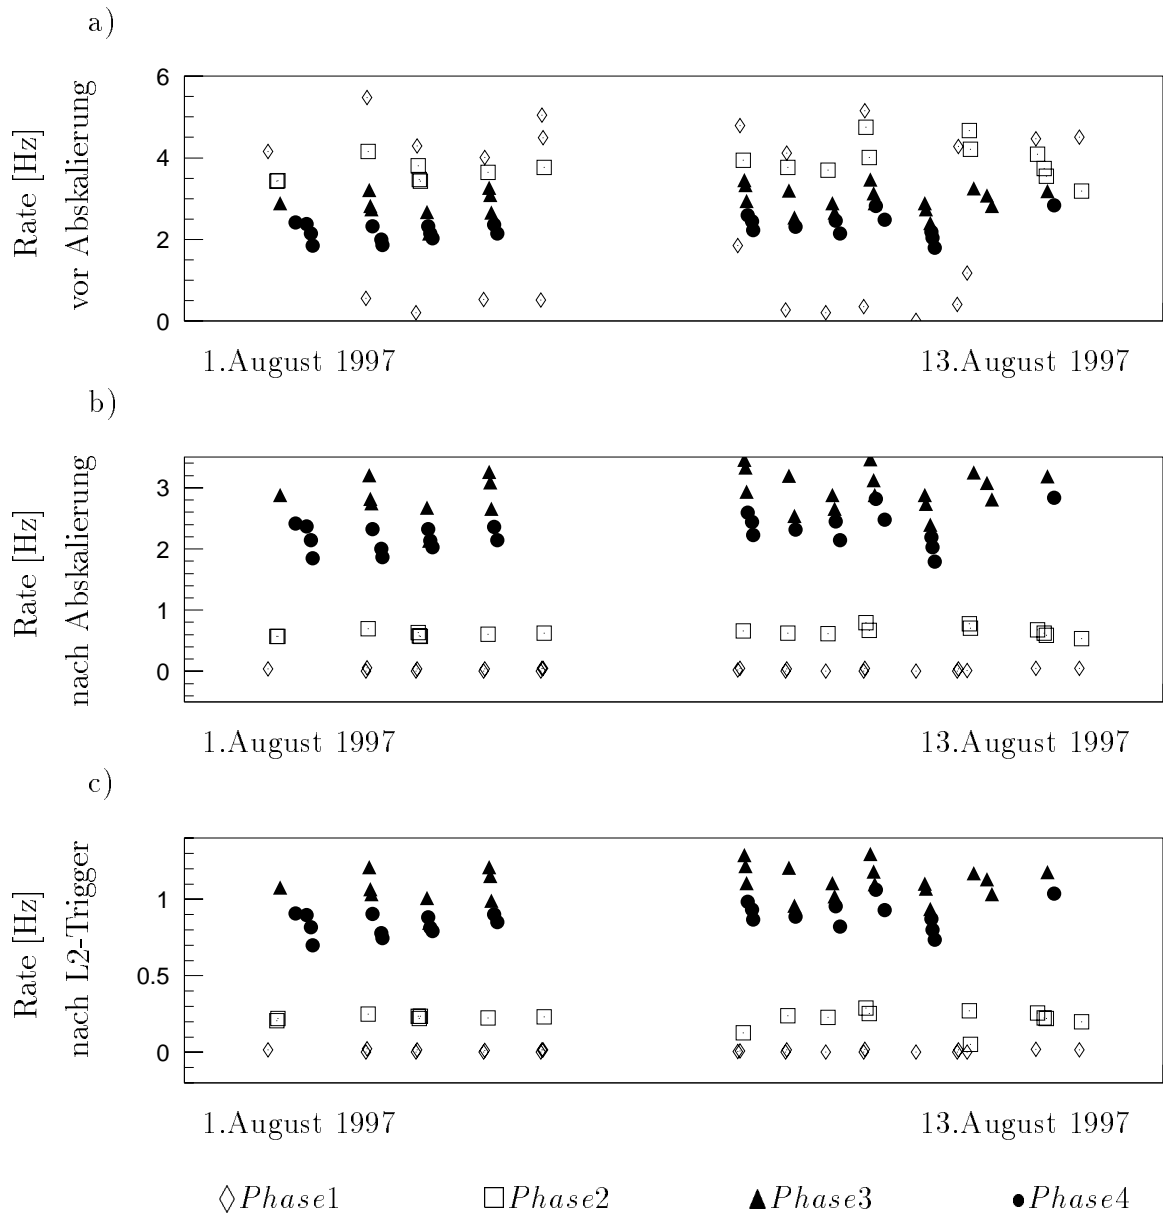 a)
Rate [Hz]
vor Abskalierung
6
4
2
0
1.August 1997
13.August 1997
b)
Rate [Hz]
nach Abskalierung
3
2
1
0
1.August 1997
13.August 1997
c)
Rate [Hz]
nach L2-Trigger
1
0.5
0
1.August 1997
13.August 1997
Phase1 Phase2 Phase3 Phase4